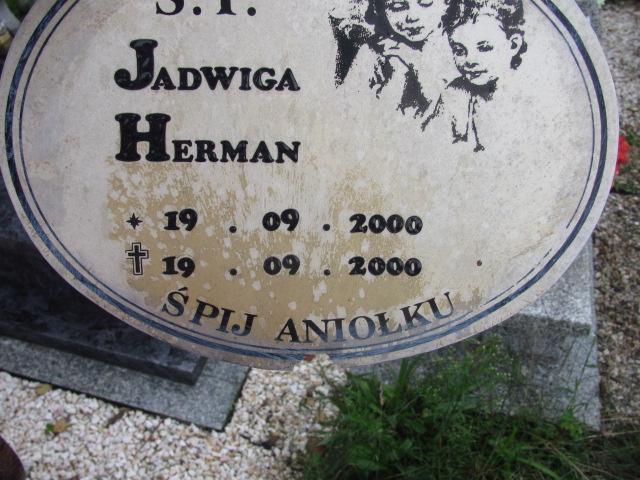 Ś.P.
JADWIGA
HERMAN
19 . 09 . 2000
19 . 09 . 2000
ŚPIJ ANIOŁKU